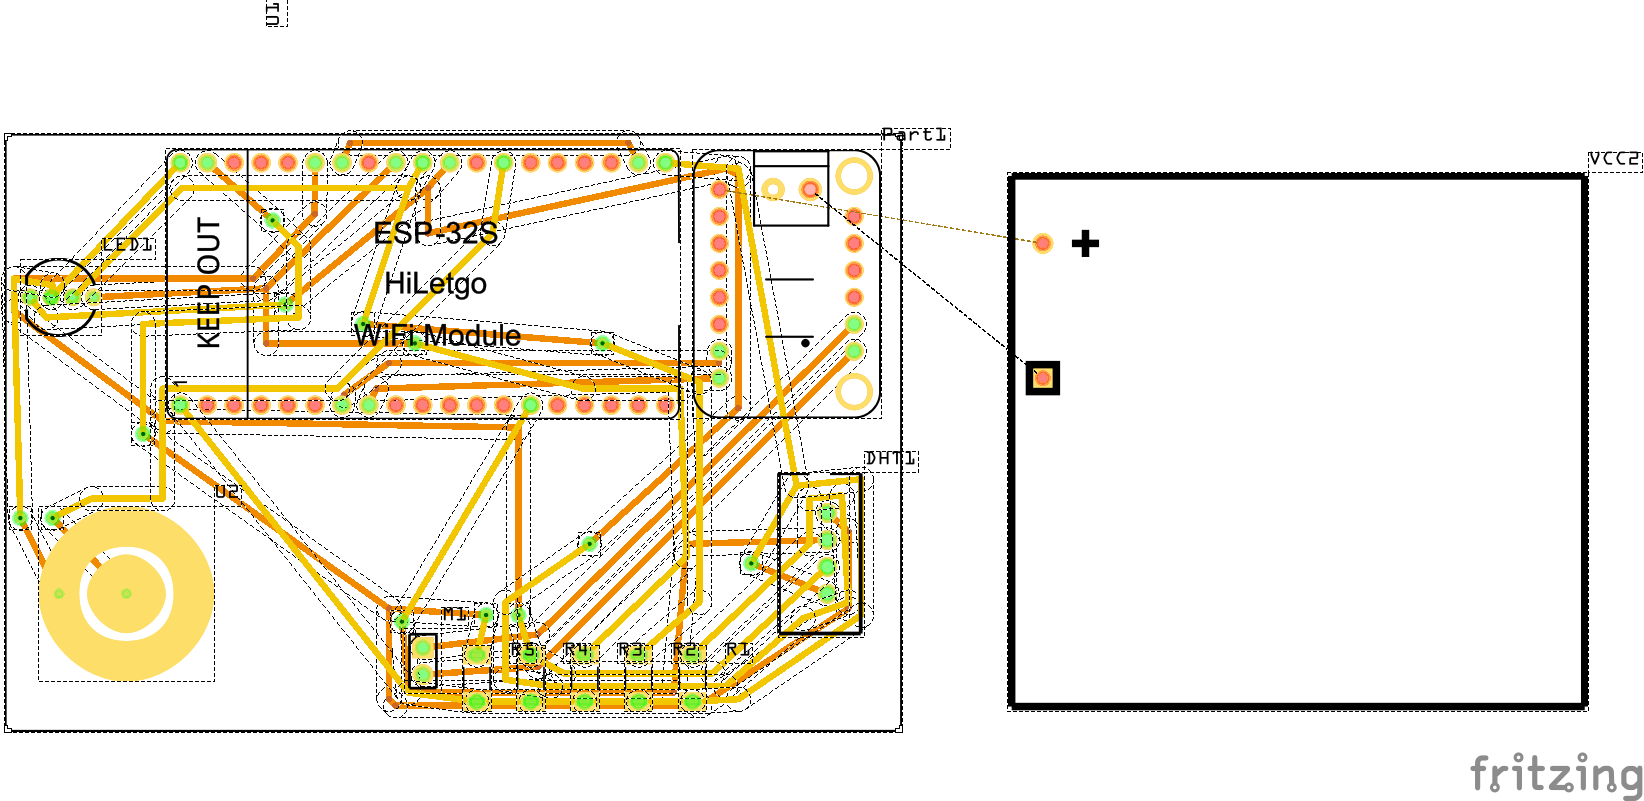 U1
Part1
VCC2
ESP-32S
LED1
KEEP OUT
+
HiLetgo
WiFi Module
1
DHT1
U2
M1
R5
R4
R3
R2
R1
fritzing